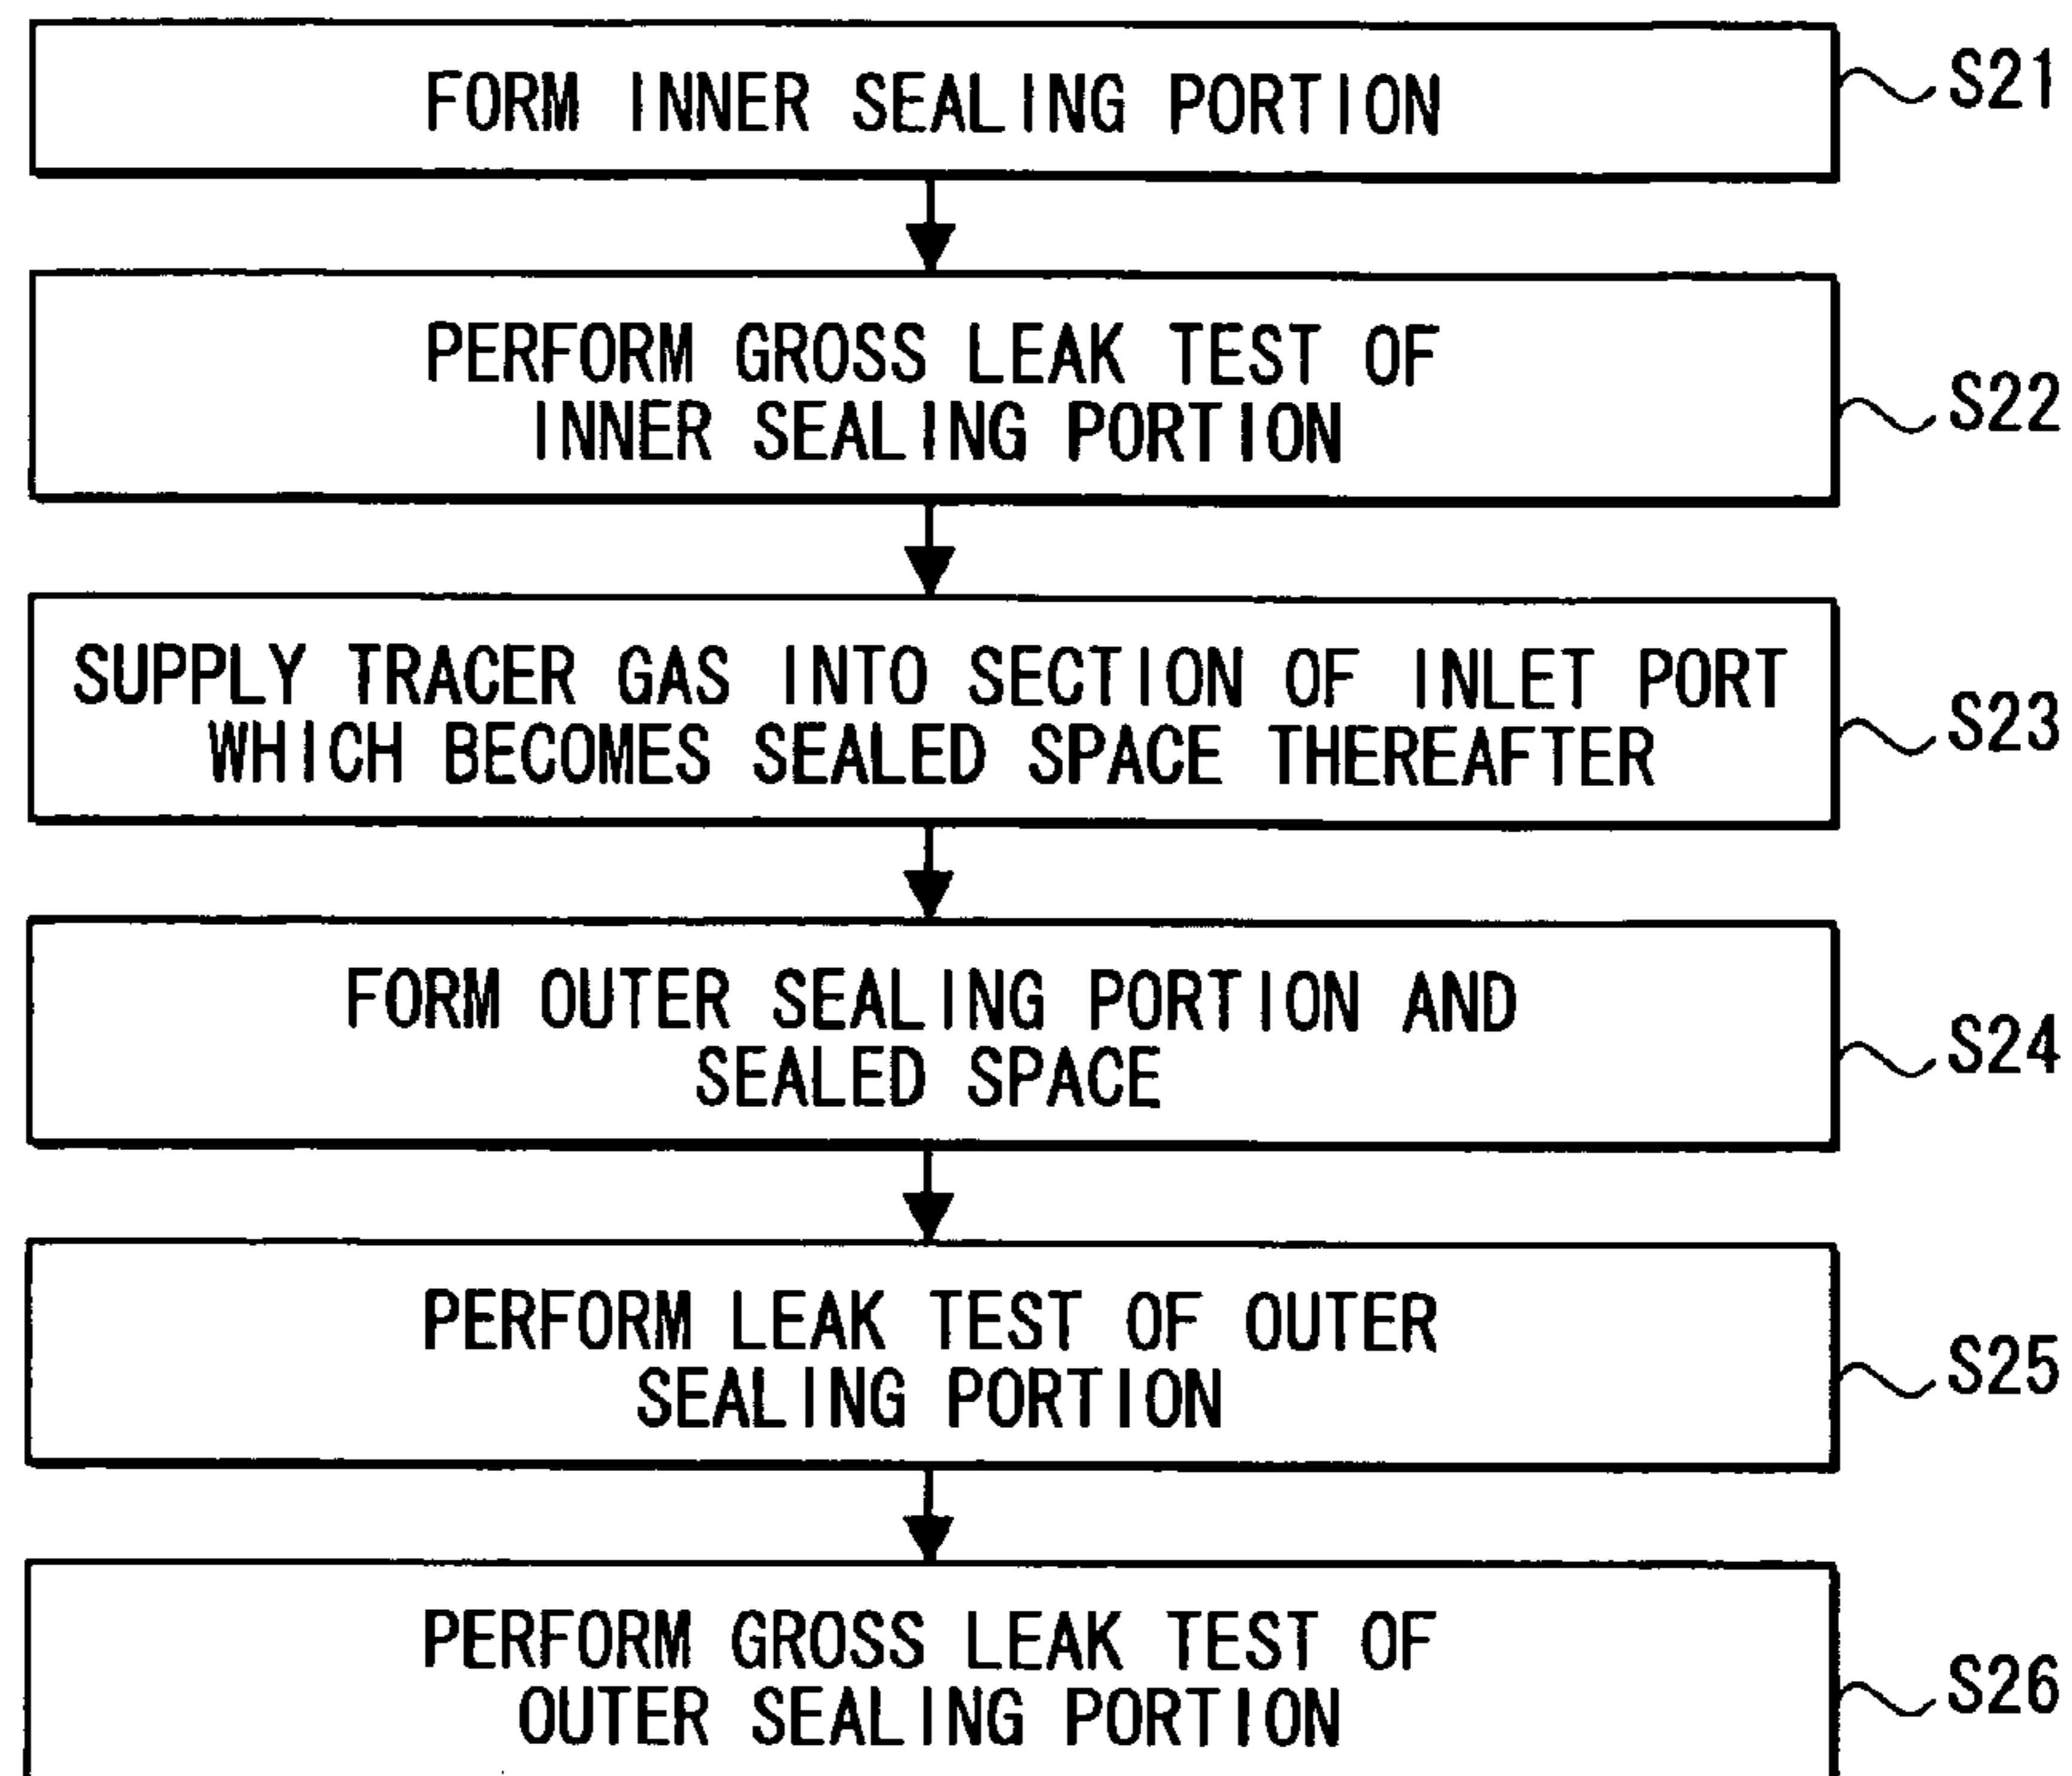 FORM INNER SEALING PORTION
S21
PERFORM GROSS LEAK TEST OF
INNER SEALING PORTION
S22
SUPPLY TRACER GAS INTO SECTION OF INLET PORT
WHICH BECOMES SEALED SPACE THEREAFTER
S23
FORM OUTER SEALING PORTION AND
SEALED SPACE
S24
PERFORM LEAK TEST OF OUTER
SEALING PORTION
S25
PERFORM GROSS LEAK TEST OF
OUTER SEALING PORTION
S26